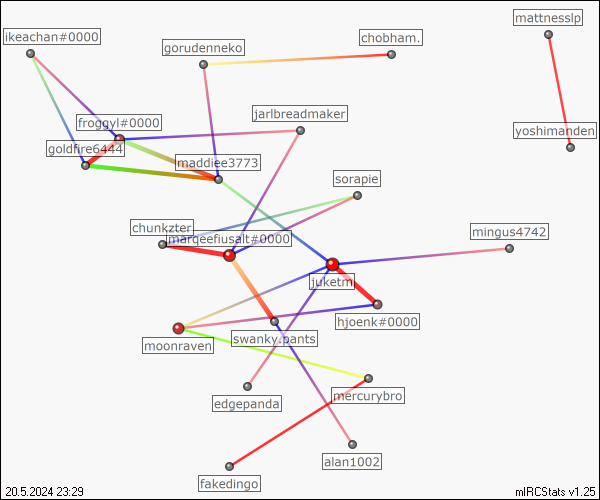 mattnesslp
ikeachan#0000
chobham.
gorudenneko
jarlbreadmaker
froggyl#0000
yoshimanden
goldfire6444
maddiee3773
sorapie
chunkzter
marqeefiusalt#0000
mingus4742
juketm
hjoenk#0000
swanky.pants
moonraven
mercurybro
edgepanda
alan1002
fakedingo
20.5.2024 23:29
mIRCStats v1.25